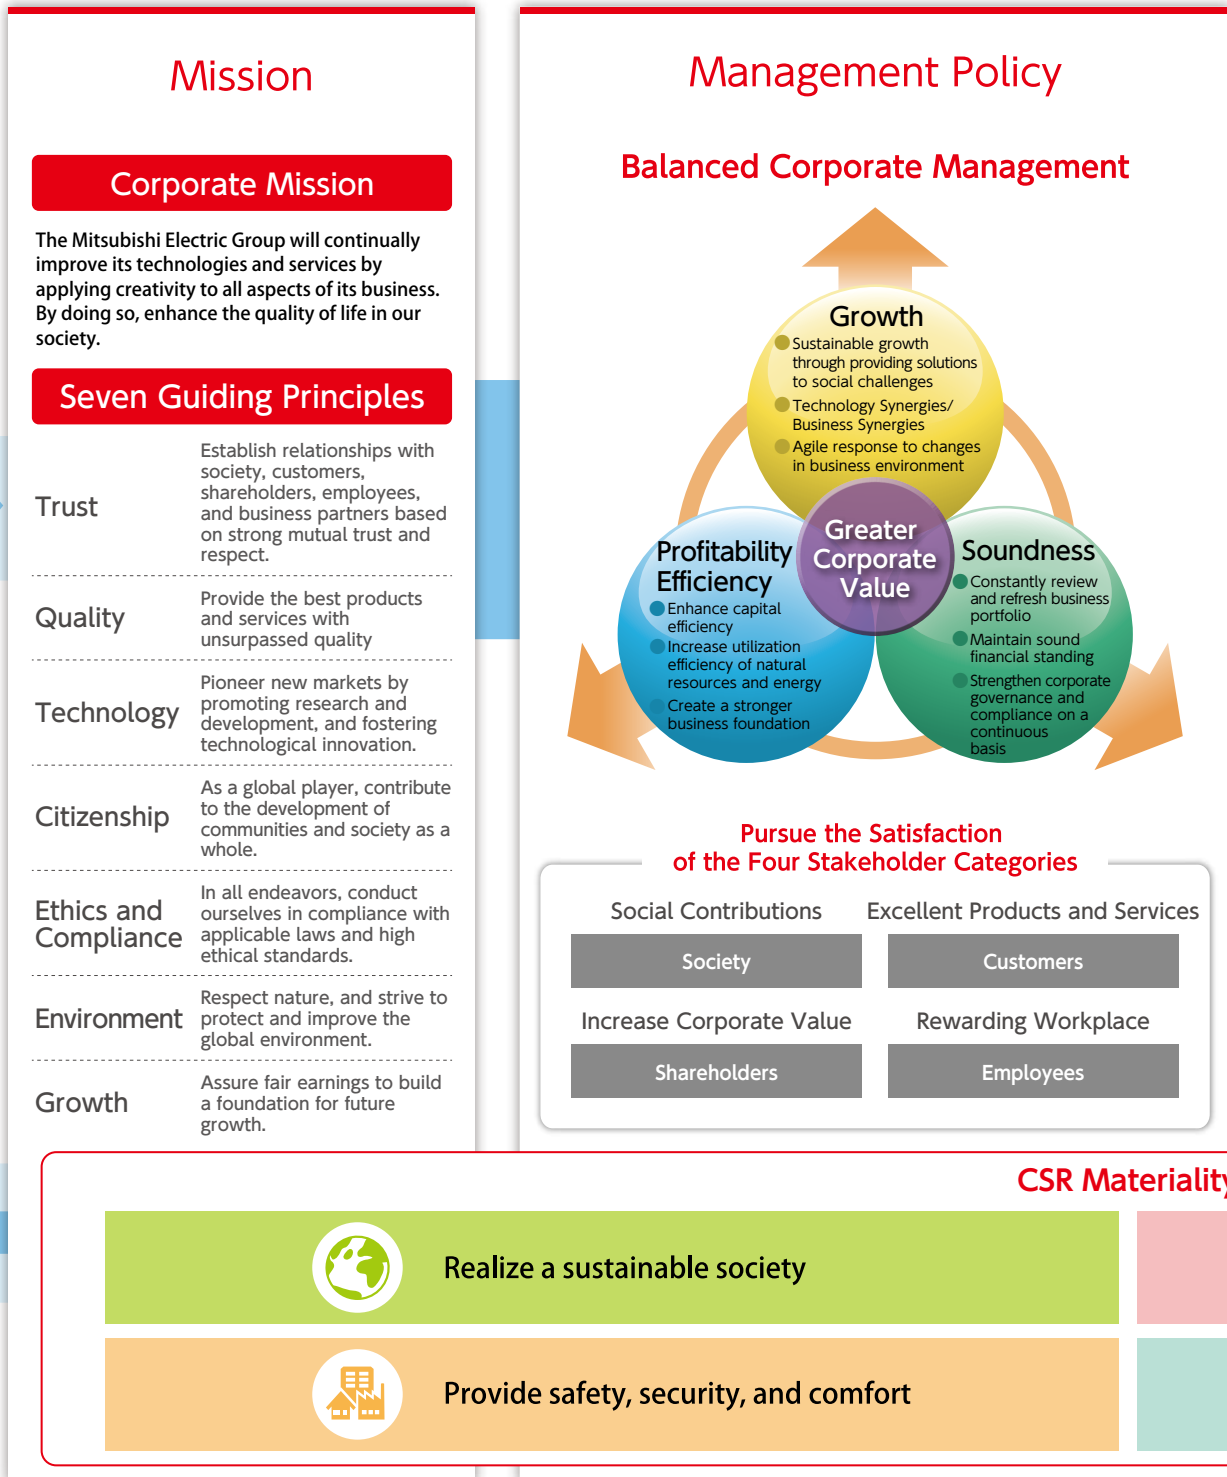 Mission
Corporate Mission
The Mitsubishi Electric Group will continually
improve its technologies and services by
applying creativity to all aspects of its business.
By doing so, enhance the quality of life in our
society.
Seven Guiding Principles
Trust
Establish relationships with
society, customers,
shareholders, employees,
and business partners based
on strong mutual trust and
respect.
Quality
Provide the best products
and services with
unsurpassed quality
Technology
Pioneer new markets by
promoting research and
development, and fostering
technological innovation.
Citizenship
As a global player, contribute
to the development of
communities and society as a
whole.
Ethics and
Compliance
In all endeavors, conduct
ourselves in compliance with
applicable laws and high
ethical standards.
Environment
Respect nature, and strive to
protect and improve the
global environment.
Growth
Assure fair earnings to build
a foundation for future
growth.
Management Policy
Balanced Corporate Management
Growth
Sustainable growth
through providing solutions
to social challenges
Technology Synergies/
Business Synergies
Agile response to changes
in business environment
Greater
Corporate
Value
Profitability
Efficiency
Enhance capital
efficiency
Increase utilization
efficiency of natural
resources and energy
Create a stronger
business foundation
Soundness
Constantly review
and refresh business
portfolio
Maintain sound
financial standing
Strengthen corporate
governance and
compliance on a
continuous
basis
Pursue the Satisfaction
of the Four Stakeholder Categories
Social Contributions
Society
Excellent Products and Services
Customers
Increase Corporate Value
Shareholders
Rewarding Workplace
Employees
CSR Materiality
Realize a sustainable society
Provide safety, security, and comfort